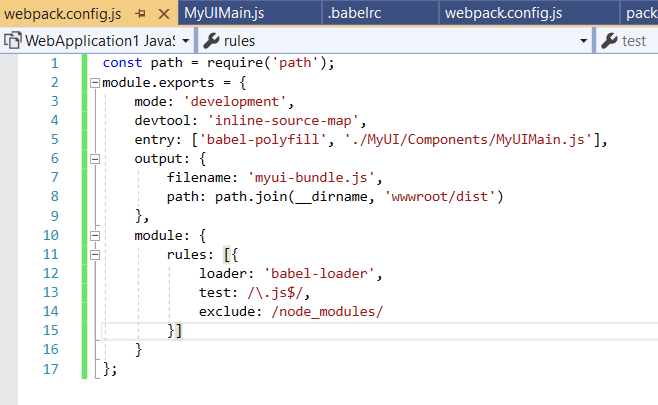 webpack.config.js MyUIMain.js .babelrc webpack.config.js pack
WebApplication1 JavaS rules test
1 const path = require('path');
2 module.exports = {
3 mode: 'development',
4 devtool: 'inline-source-map',
5 entry: ['babel-polyfill', './MyUI/Components/MyUIMain.js'],
6 output: {
7 filename: 'myui-bundle.js',
8 path: path.join(__dirname, 'wwwroot/dist')
9 },
10 module: {
11 rules: [{
12 loader: 'babel-loader',
13 test: /\.js$/,
14 exclude: /node_modules/
15 }]
16 }
17 };